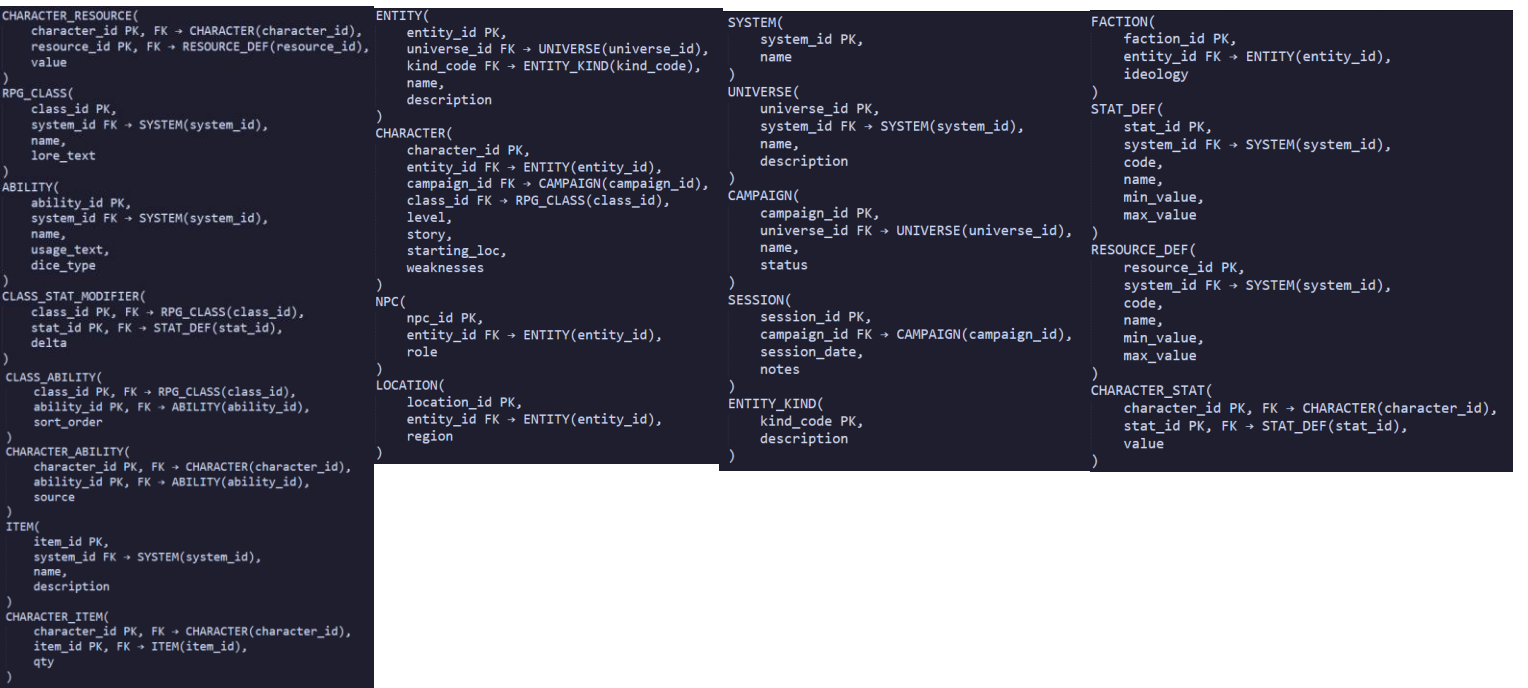 CHARACTER_RESOURCE(
character_id PK, FK → CHARACTER(character_id),
resource_id PK, FK → RESOURCE_DEF(resource_id),
value
)
RPG_CLASS(
class_id PK,
system_id FK → SYSTEM(system_id),
name,
lore_text
)
ABILITY(
ability_id PK,
system_id FK → SYSTEM(system_id),
name,
usage_text,
dice_type
)
CLASS_STAT_MODIFIER(
class_id PK, FK → RPG_CLASS(class_id),
stat_id PK, FK → STAT_DEF(stat_id),
delta
)
CLASS_ABILITY(
class_id PK, FK → RPG_CLASS(class_id),
ability_id PK, FK → ABILITY(ability_id),
sort_order
)
CHARACTER_ABILITY(
character_id PK, FK → CHARACTER(character_id),
ability_id PK, FK → ABILITY(ability_id),
source
)
ITEM(
item_id PK,
system_id FK → SYSTEM(system_id),
name,
description
)
CHARACTER_ITEM(
character_id PK, FK → CHARACTER(character_id),
item_id PK, FK → ITEM(item_id),
qty
)
ENTITY(
entity_id PK,
universe_id FK → UNIVERSE(universe_id),
kind_code FK → ENTITY_KIND(kind_code),
name,
description
)
CHARACTER(
character_id PK,
entity_id FK → ENTITY(entity_id),
campaign_id FK → CAMPAIGN(campaign_id),
class_id FK → RPG_CLASS(class_id),
level,
story,
starting_loc,
weaknesses
)
NPC(
npc_id PK,
entity_id FK → ENTITY(entity_id),
role
)
LOCATION(
location_id PK,
entity_id FK → ENTITY(entity_id),
region
)
SYSTEM(
system_id PK,
name
)
UNIVERSE(
universe_id PK,
system_id FK → SYSTEM(system_id),
name,
description
)
CAMPAIGN(
campaign_id PK,
universe_id FK → UNIVERSE(universe_id),
name,
status
)
SESSION(
session_id PK,
campaign_id FK → CAMPAIGN(campaign_id),
session_date,
notes
)
ENTITY_KIND(
kind_code PK,
description
)
FACTION(
faction_id PK,
entity_id FK → ENTITY(entity_id),
ideology
)
STAT_DEF(
stat_id PK,
system_id FK → SYSTEM(system_id),
code,
name,
min_value,
max_value
)
RESOURCE_DEF(
resource_id PK,
system_id FK → SYSTEM(system_id),
code,
name,
min_value,
max_value
)
CHARACTER_STAT(
character_id PK, FK → CHARACTER(character_id),
stat_id PK, FK → STAT_DEF(stat_id),
value
)